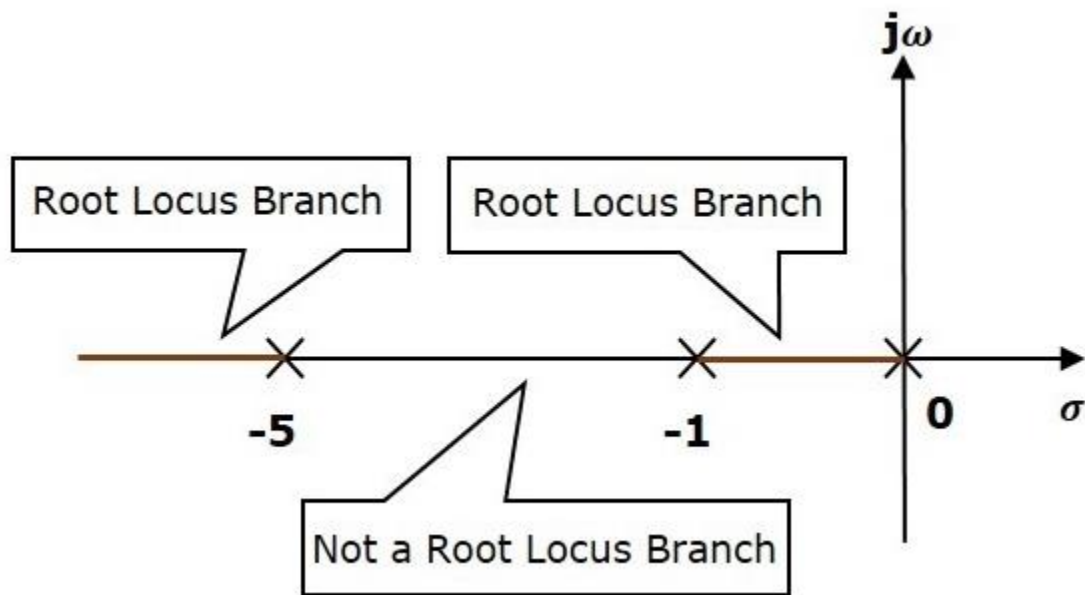 jω
Root Locus Branch
Root Locus Branch
-5
-1
0
σ
Not a Root Locus Branch